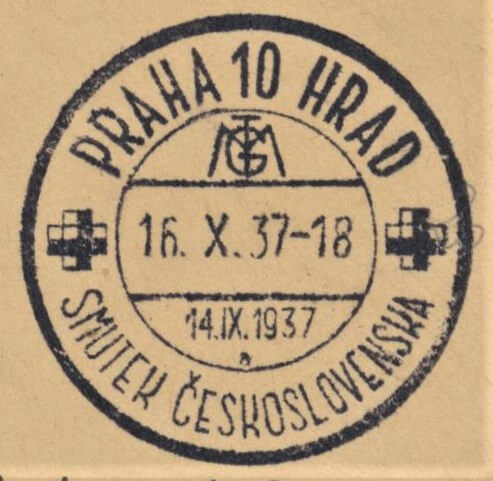 PRAHA 10 HRAD
TGM
16. X. 37-18
14.IX.1937
a
SMUTEK ČESKOSLOVENSKA